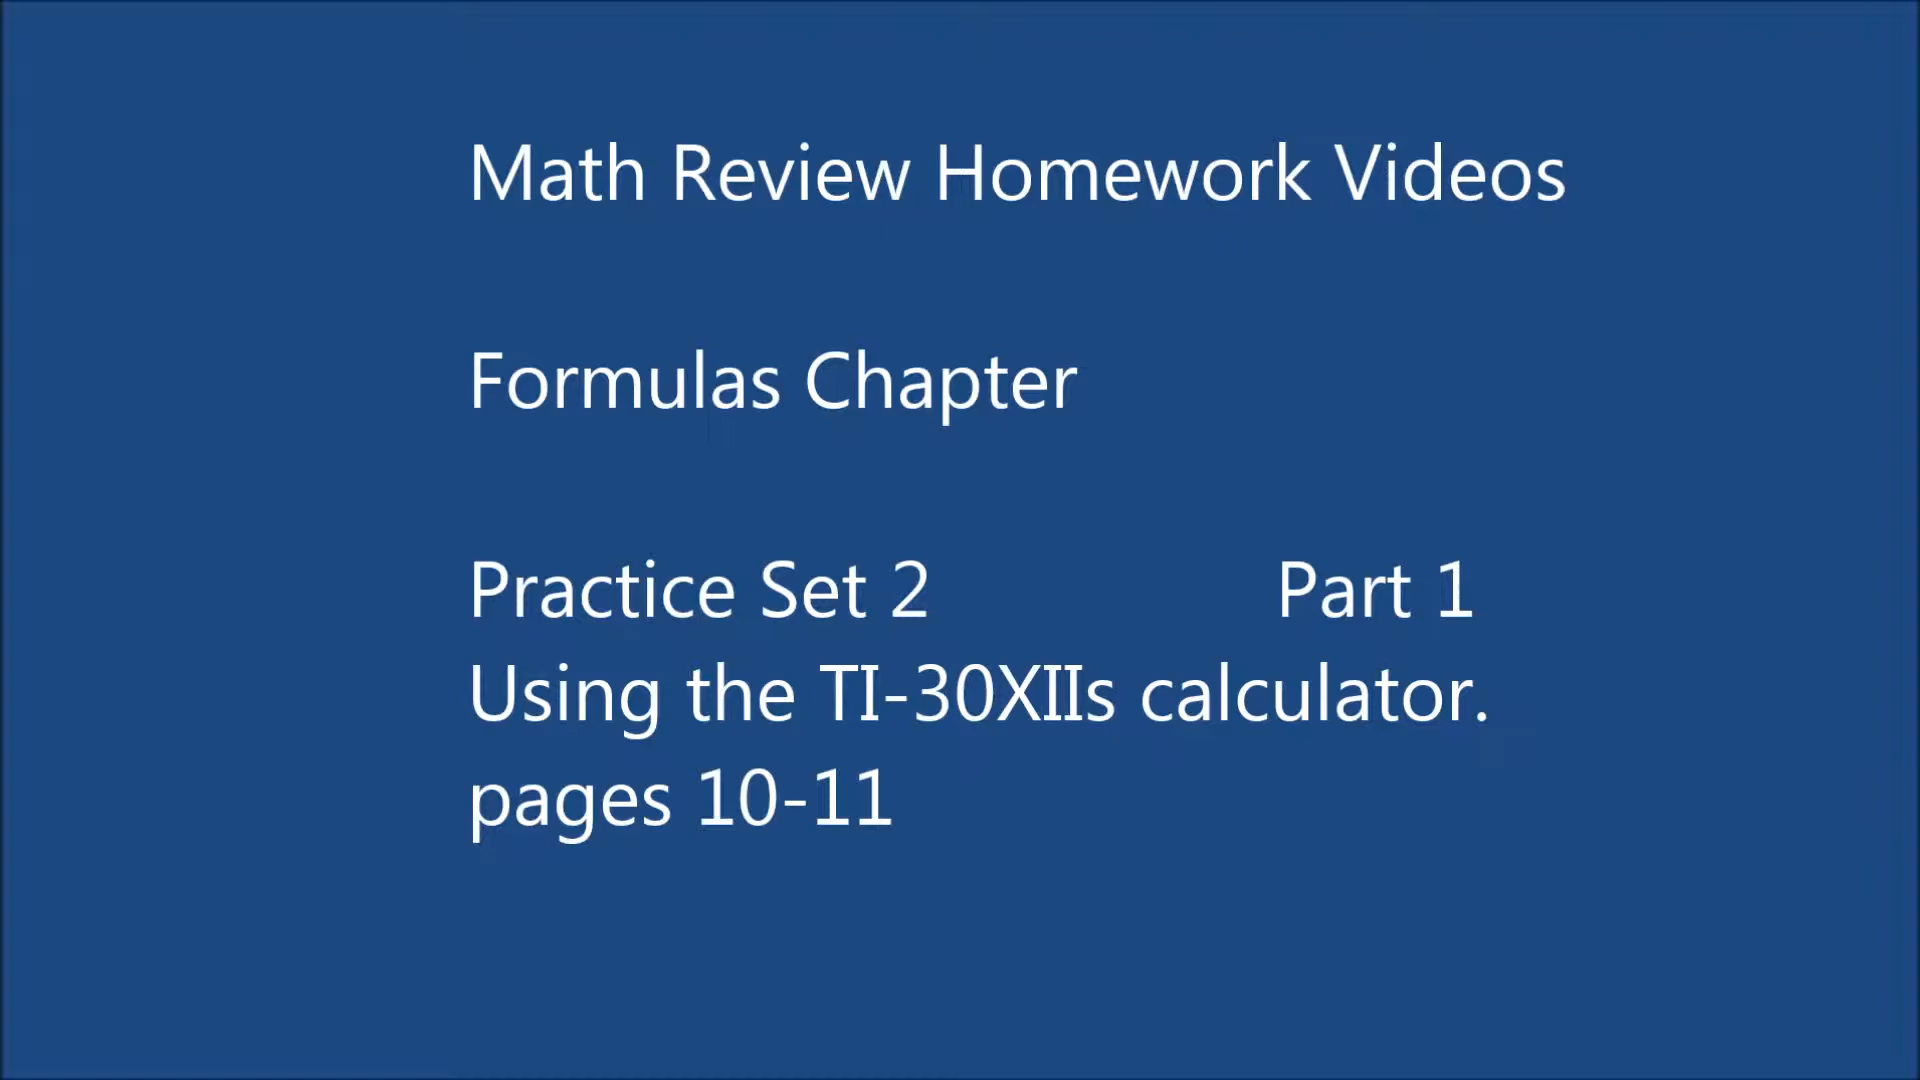 Math Review Homework Videos
Formulas Chapter
Practice Set 2 Part 1
Using the TI-30XIIs calculator.
pages 10-11